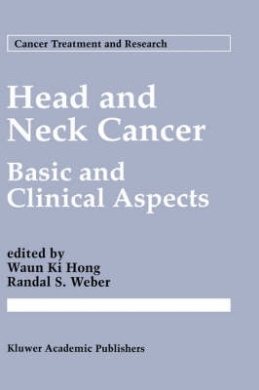 Cancer Treatment and Research
Head and
Neck Cancer
Basic and
Clinical Aspects
edited by
Waun Ki Hong
Randal S. Weber
Kluwer Academic Publishers